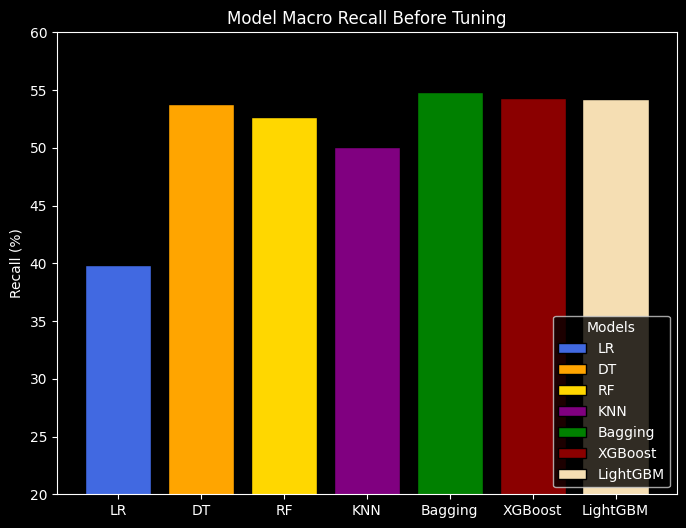 Model Macro Recall Before Tuning
60
55
50
45
40
35
30
25
20
Recall (%)
LR DT RF KNN Bagging XGBoost LightGBM
Models
LR
DT
RF
KNN
Bagging
XGBoost
LightGBM